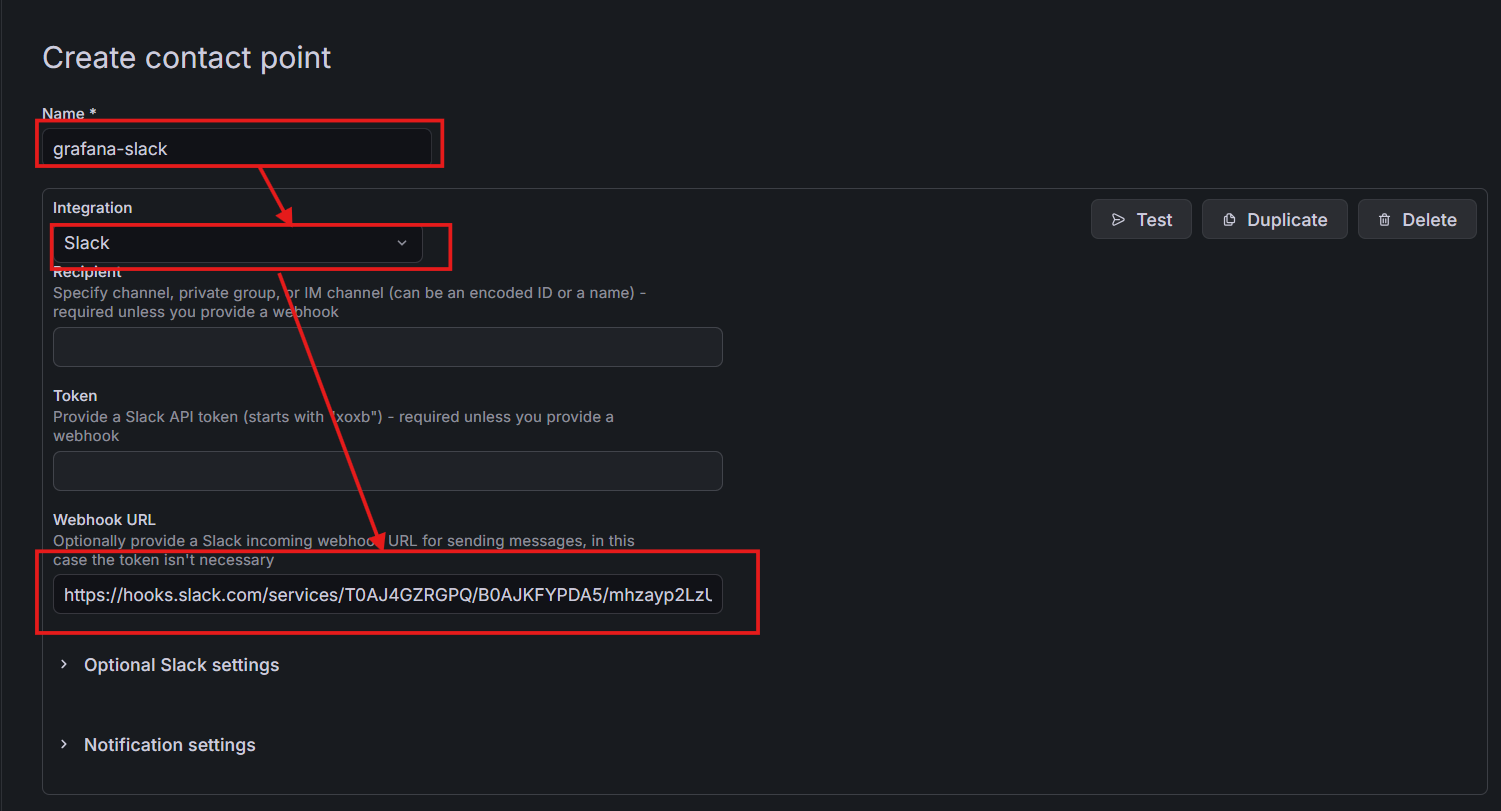 Create contact point
Name *
grafana-slack
Integration
Slack
Test
Duplicate
Delete
Recipient
Specify channel, private group, or IM channel (can be an encoded ID or a name) -
required unless you provide a webhook
Token
Provide a Slack API token (starts with "xoxb") - required unless you provide a
webhook
Webhook URL
Optionally provide a Slack incoming webhook URL for sending messages, in this
case the token isn't necessary
https://hooks.slack.com/services/T0AJ4GZRGPQ/B0AJKFYPDA5/mhzayp2LzU
Optional Slack settings
Notification settings